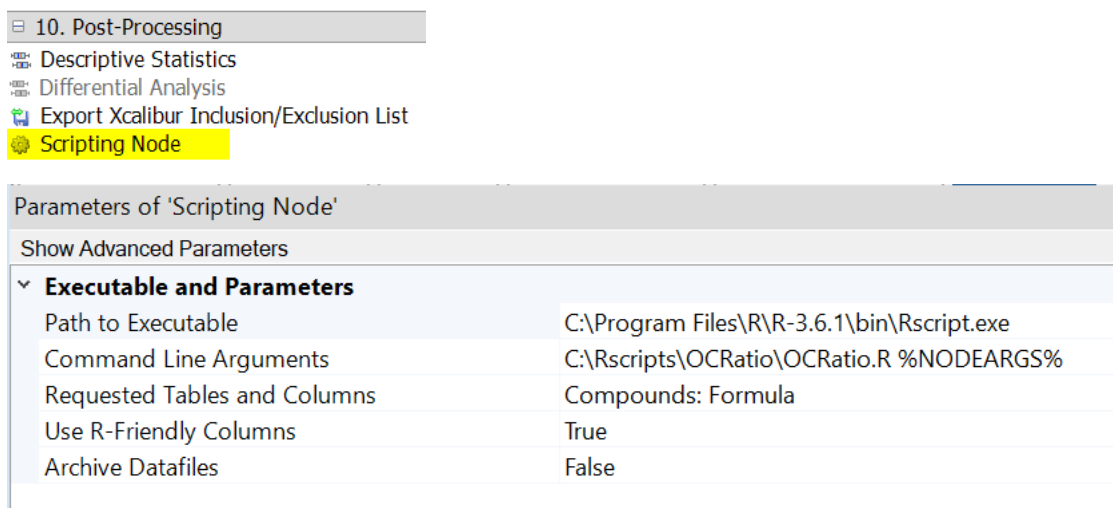 10. Post-Processing
Descriptive Statistics
Differential Analysis
Export Xcalibur Inclusion/Exclusion List
Scripting Node
Parameters of 'Scripting Node'
Show Advanced Parameters
Executable and Parameters
Path to Executable C:\Program Files\R\R-3.6.1\bin\Rscript.exe
Command Line Arguments C:\Rscripts\OCRatio\OCRatio.R %NODEARGS%
Requested Tables and Columns Compounds: Formula
Use R-Friendly Columns True
Archive Datafiles False